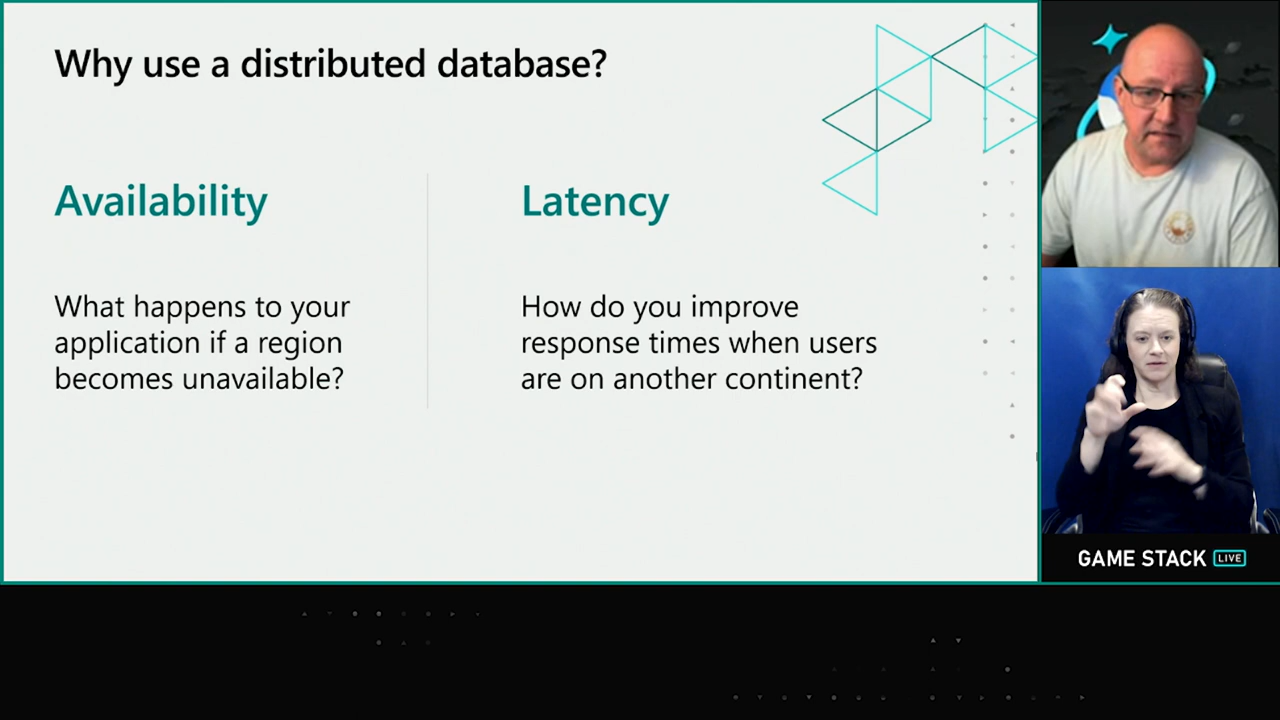 Why use a distributed database?
Availability
What happens to your
application if a region
becomes unavailable?
Latency
How do you improve
response times when users
are on another continent?
GAME STACK LIVE